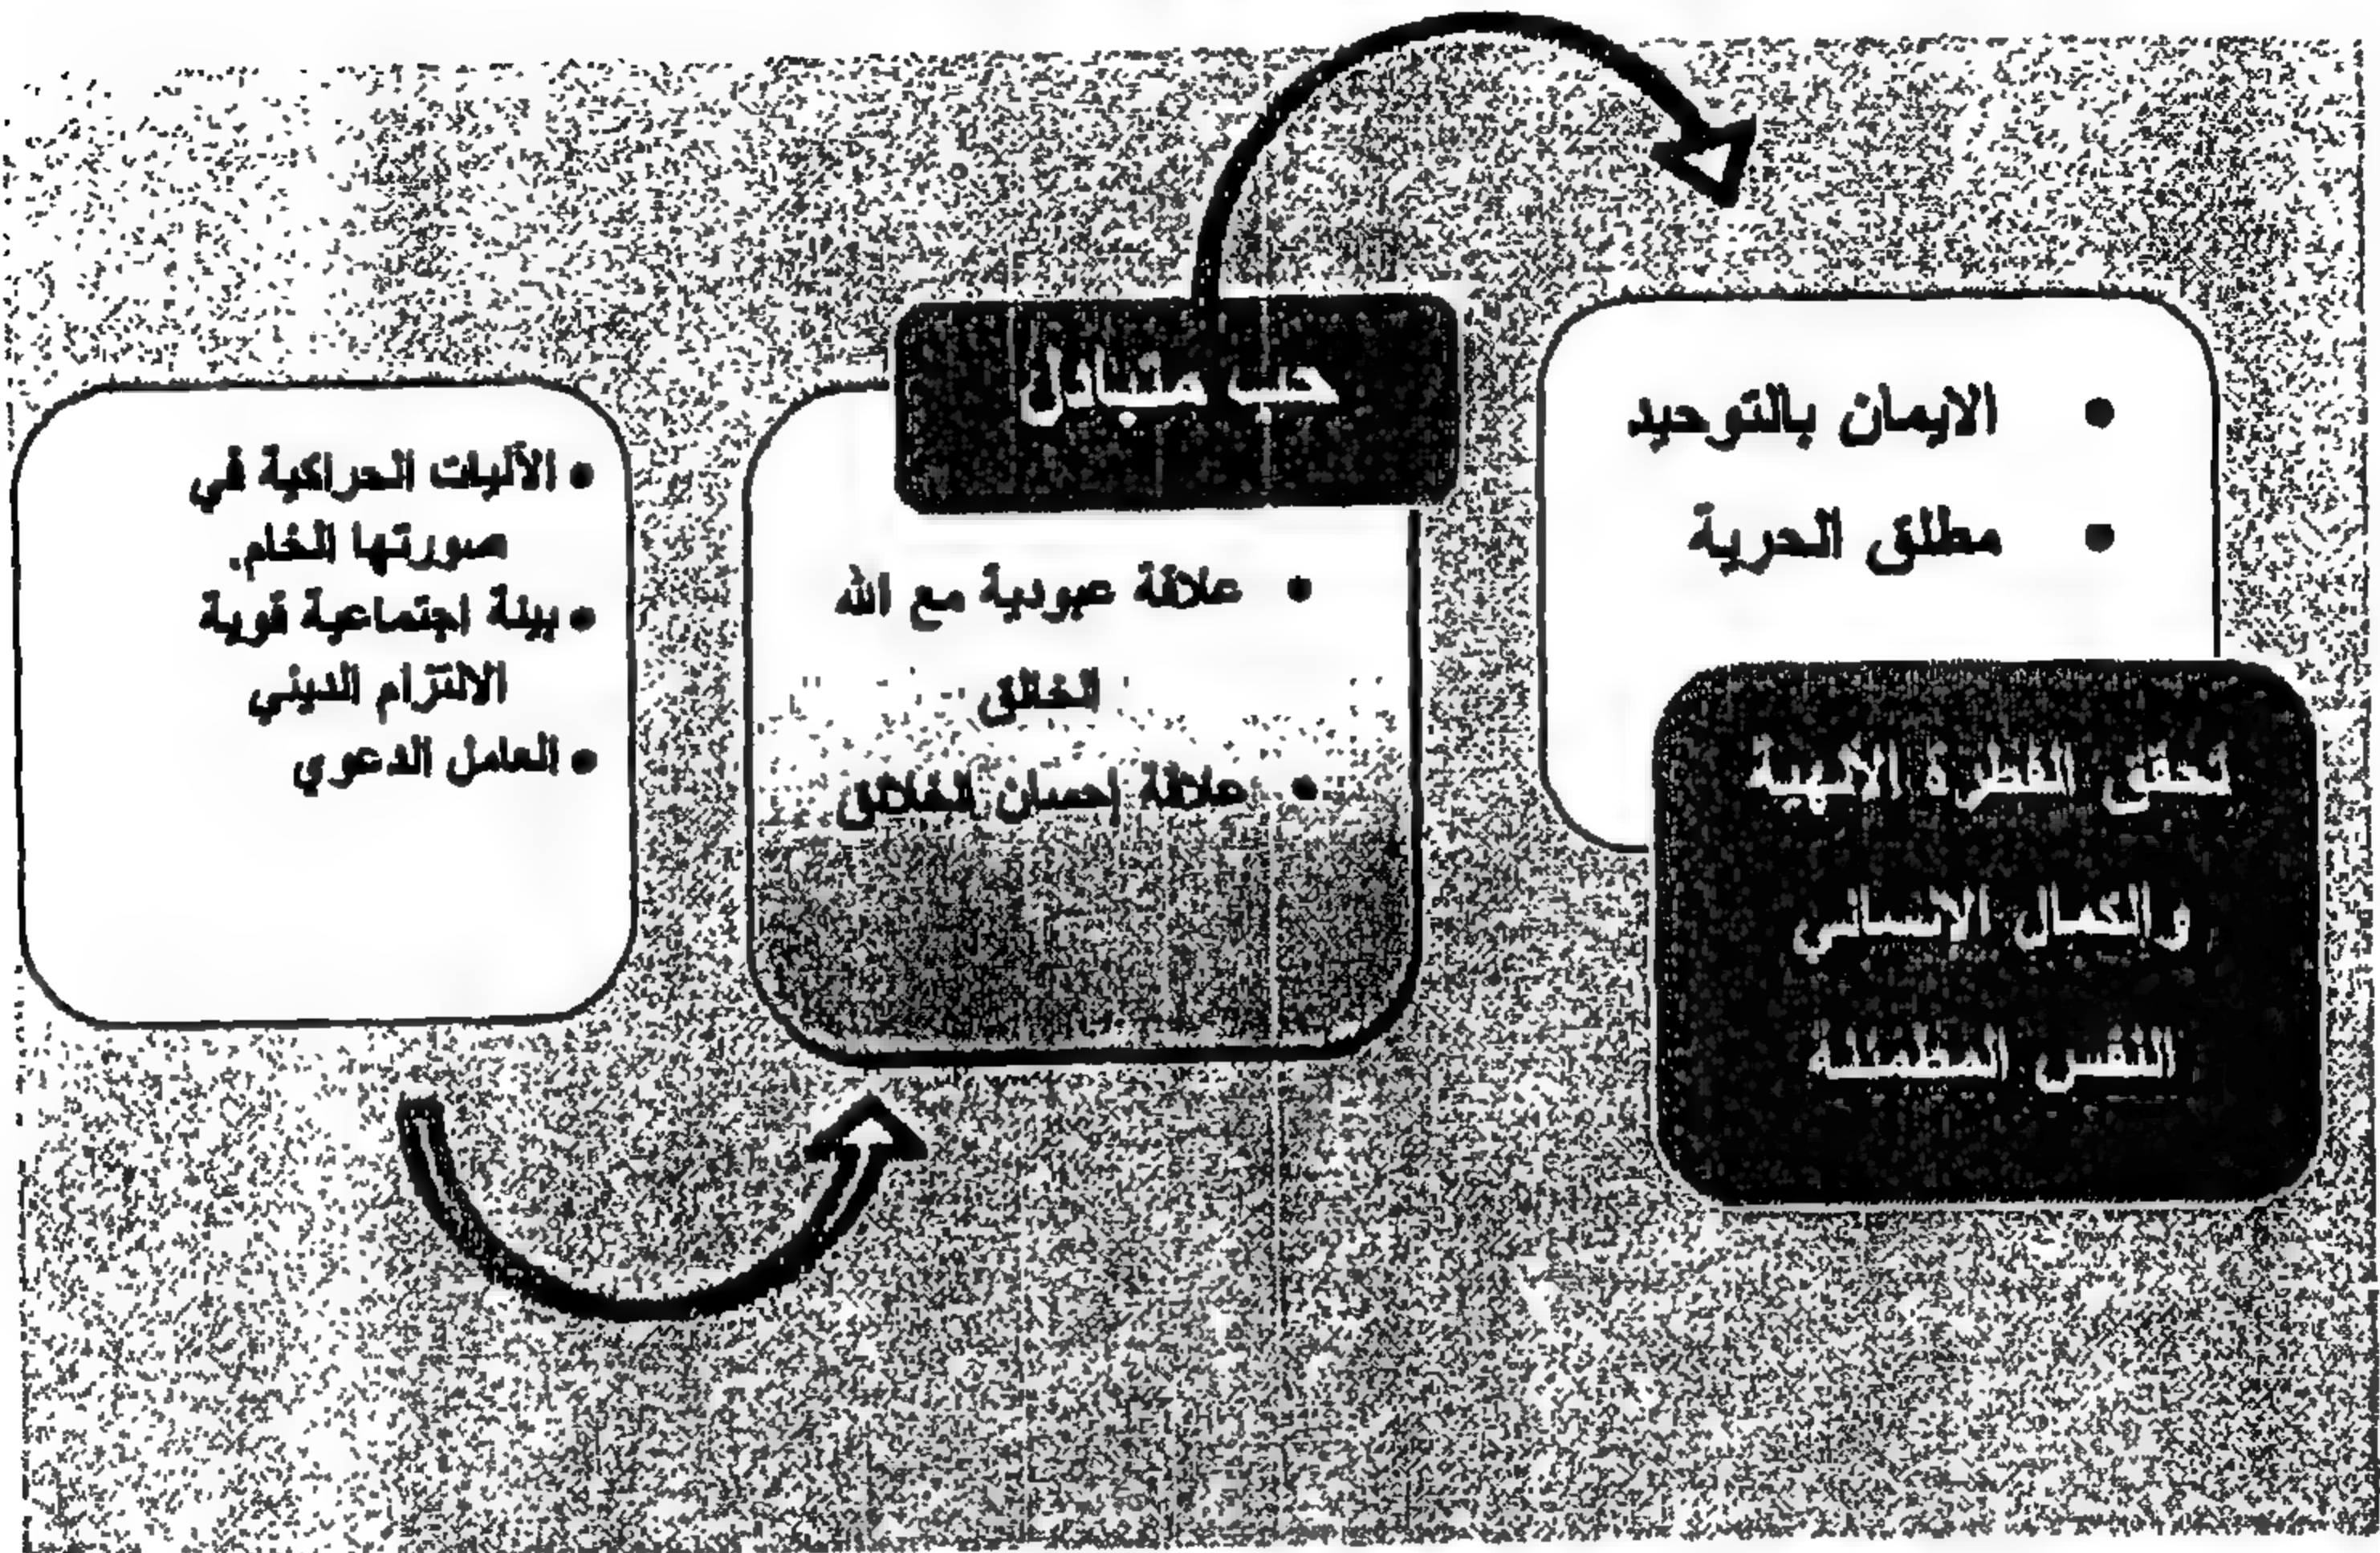 الايمان بالتوحيد
مطلق الحرية
تحقق الفطرة الالهية
والكمال الانساني
النفس المطمئنة
حب متبادل
علاقة عبودية مع الله
الخالق
علاقة إحسان الخلائق
الآليات الحراكية في
صورتها الخام.
بيئة اجتماعية قوية
الالتزام الديني
العامل الدعوي